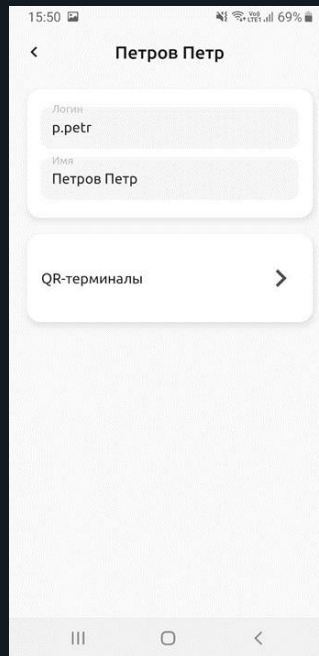 15:50 69%
Петров Петр
Логин
p.petr
Имя
Петров Петр
QR-терминалы